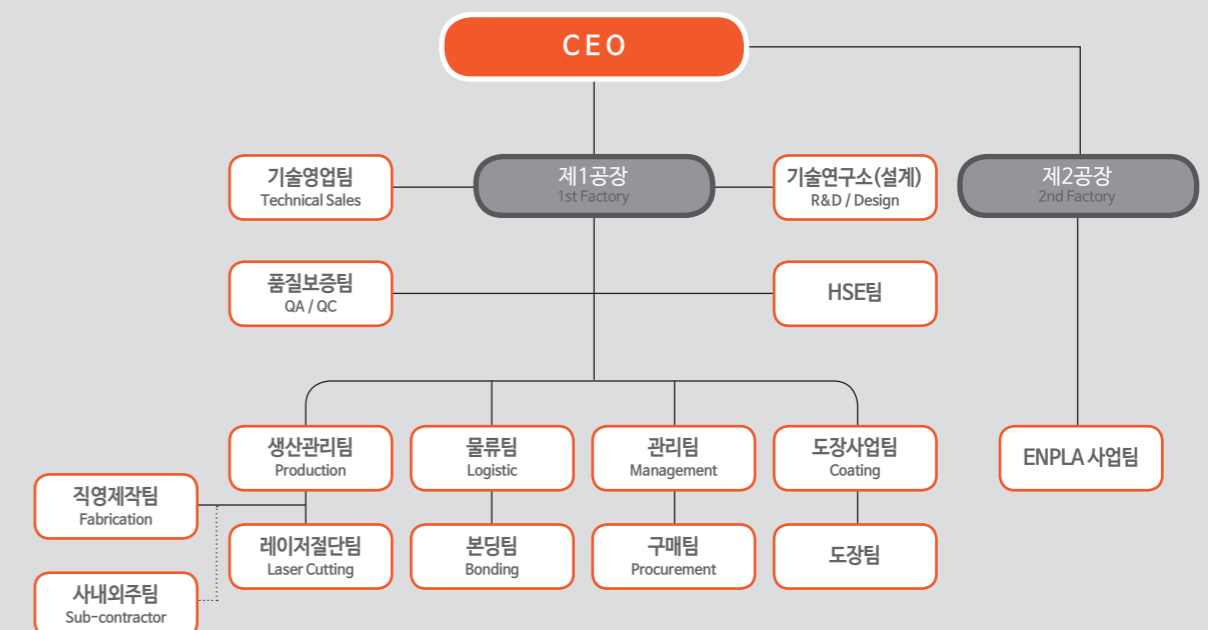 CEO
기술영업팀
Technical Sales
제1공장
1st Factory
기술연구소(설계)
R&D / Design
제2공장
2nd Factory
품질보증팀
QA / QC
HSE팀
생산관리팀
Production
물류팀
Logistic
관리팀
Management
도장사업팀
Coating
ENPLA 사업팀
직영제작팀
Fabrication
레이저절단팀
Laser Cutting
본딩팀
Bonding
구매팀
Procurement
도장팀
사내외주팀
Sub-contractor